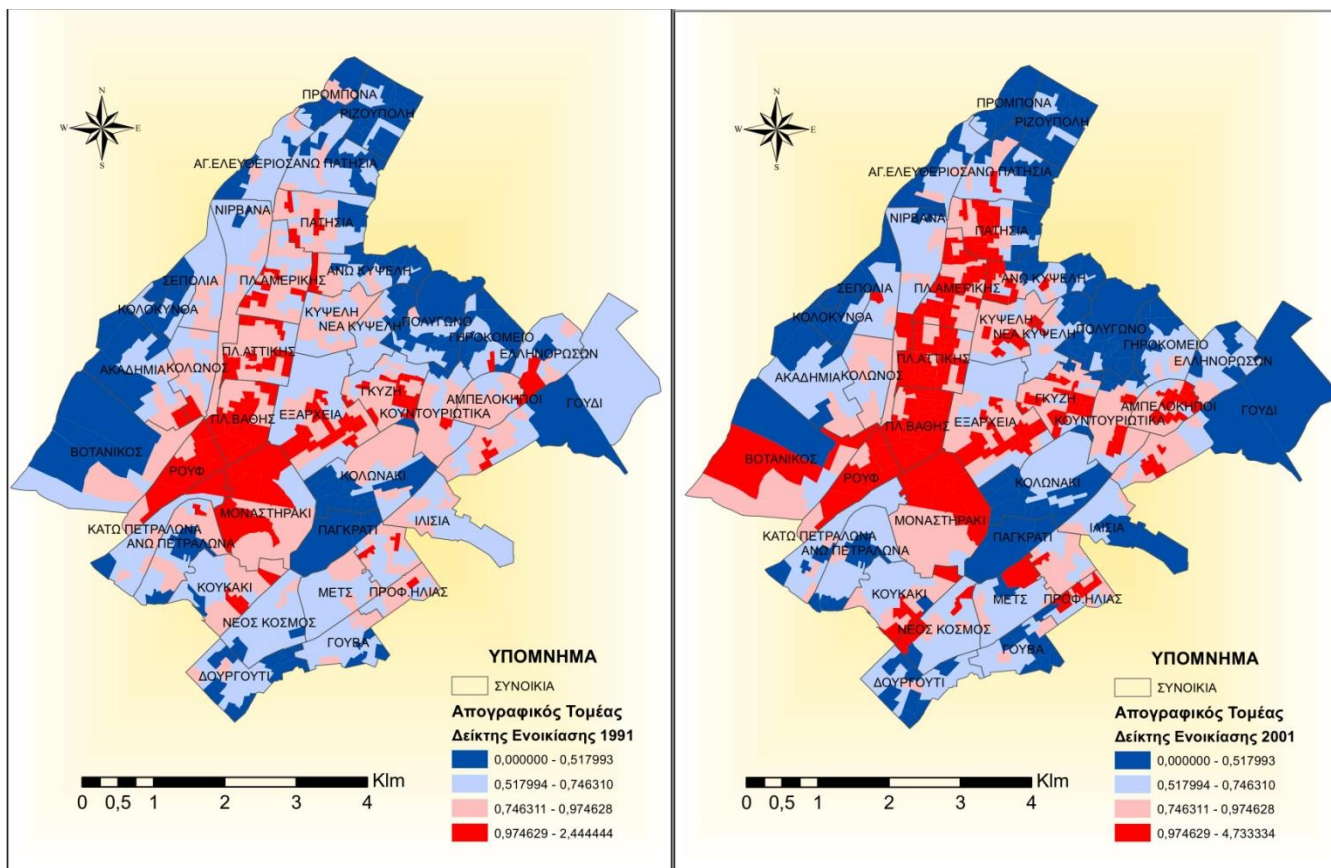 N
W E
S
ΠΡΟΜΠΟΝΑ
ΡΙΖΟΥΠΟΛΗ
ΑΓ.ΕΛΕΥΘΕΡΙΟΣ
ΑΝΩ ΠΑΤΗΣΙΑ
ΝΙΡΒΑΝΑ
ΠΑΤΗΣΙΑ
ΣΕΠΟΛΙΑ
ΠΛ.ΑΜΕΡΙΚΗΣ
ΑΝΩ ΚΥΨΕΛΗ
ΚΟΛΟΚΥΝΘΑ
ΚΥΨΕΛΗ
ΝΕΑ ΚΥΨΕΛΗ
ΠΟΛΥΓΩΝΟ
ΓΗΡΟΚΟΜΕΙΟ
ΕΛΛΗΝΟΡΩΣΩΝ
ΠΛ.ΑΤΤΙΚΗΣ
ΑΚΑΔΗΜΙΑ
ΚΟΛΩΝΟΣ
ΓΚΥΖΗ
ΑΜΠΕΛΟΚΗΠΟΙ
ΓΟΥΔΙ
ΠΛ.ΒΑΘΗΣ
ΕΞΑΡΧΕΙΑ
ΚΟΥΝΤΟΥΡΙΩΤΙΚΑ
ΒΟΤΑΝΙΚΟΣ
ΡΟΥΦ
ΚΟΛΩΝΑΚΙ
ΜΟΝΑΣΤΗΡΑΚΙ
ΙΛΙΣΙΑ
ΚΑΤΩ ΠΕΤΡΑΛΩΝΑ
ΠΑΓΚΡΑΤΙ
ΑΝΩ ΠΕΤΡΑΛΩΝΑ
ΚΟΥΚΑΚΙ
ΜΕΤΣ
ΠΡΟΦ.ΗΛΙΑΣ
ΝΕΟΣ ΚΟΣΜΟΣ
ΓΟΥΒΑ
ΔΟΥΡΓΟΥΤΙ
ΥΠΟΜΝΗΜΑ
ΣΥΝΟΙΚΙΑ
Απογραφικός Τομέας
Δείκτης Ενοικίασης 1991
0,000000 - 0,517993
0,517994 - 0,746310
0,746311 - 0,974628
0,974629 - 2,444444
Klm
0 0,5 1 2 3 4
N
W E
S
ΠΡΟΜΠΟΝΑ
ΡΙΖΟΥΠΟΛΗ
ΑΓ.ΕΛΕΥΘΕΡΙΟΣ
ΑΝΩ ΠΑΤΗΣΙΑ
ΝΙΡΒΑΝΑ
ΠΑΤΗΣΙΑ
ΣΕΠΟΛΙΑ
ΠΛ.ΑΜΕΡΙΚΗΣ
ΑΝΩ ΚΥΨΕΛΗ
ΚΟΛΟΚΥΝΘΑ
ΚΥΨΕΛΗ
ΝΕΑ ΚΥΨΕΛΗ
ΠΟΛΥΓΩΝΟ
ΓΗΡΟΚΟΜΕΙΟ
ΕΛΛΗΝΟΡΩΣΩΝ
ΠΛ.ΑΤΤΙΚΗΣ
ΑΚΑΔΗΜΙΑ
ΚΟΛΩΝΟΣ
ΓΚΥΖΗ
ΑΜΠΕΛΟΚΗΠΟΙ
ΓΟΥΔΙ
ΠΛ.ΒΑΘΗΣ
ΕΞΑΡΧΕΙΑ
ΚΟΥΝΤΟΥΡΙΩΤΙΚΑ
ΒΟΤΑΝΙΚΟΣ
ΡΟΥΦ
ΚΟΛΩΝΑΚΙ
ΜΟΝΑΣΤΗΡΑΚΙ
ΙΛΙΣΙΑ
ΚΑΤΩ ΠΕΤΡΑΛΩΝΑ
ΠΑΓΚΡΑΤΙ
ΑΝΩ ΠΕΤΡΑΛΩΝΑ
ΚΟΥΚΑΚΙ
ΜΕΤΣ
ΠΡΟΦ.ΗΛΙΑΣ
ΝΕΟΣ ΚΟΣΜΟΣ
ΓΟΥΒΑ
ΔΟΥΡΓΟΥΤΙ
ΥΠΟΜΝΗΜΑ
ΣΥΝΟΙΚΙΑ
Απογραφικός Τομέας
Δείκτης Ενοικίασης 2001
0,000000 - 0,517993
0,517994 - 0,746310
0,746311 - 0,974628
0,974629 - 4,733334
Klm
0 0,5 1 2 3 4